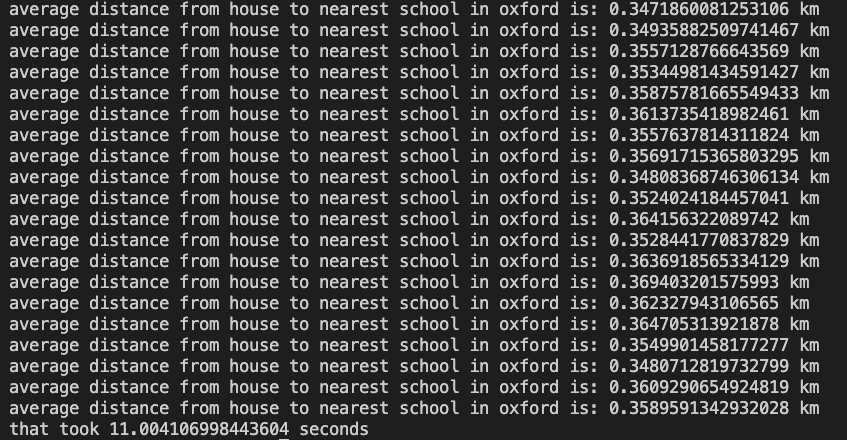 average distance from house to nearest school in oxford is: 0.3471860081253106 km
average distance from house to nearest school in oxford is: 0.34935882509741467 km
average distance from house to nearest school in oxford is: 0.3557128766643569 km
average distance from house to nearest school in oxford is: 0.35344981434591427 km
average distance from house to nearest school in oxford is: 0.35875781665549433 km
average distance from house to nearest school in oxford is: 0.3613735418982461 km
average distance from house to nearest school in oxford is: 0.3557637814311824 km
average distance from house to nearest school in oxford is: 0.35691715365803295 km
average distance from house to nearest school in oxford is: 0.34808368746306134 km
average distance from house to nearest school in oxford is: 0.3524024184457041 km
average distance from house to nearest school in oxford is: 0.364156322089742 km
average distance from house to nearest school in oxford is: 0.3528441770837829 km
average distance from house to nearest school in oxford is: 0.3636918565334129 km
average distance from house to nearest school in oxford is: 0.369403201575993 km
average distance from house to nearest school in oxford is: 0.362327943106565 km
average distance from house to nearest school in oxford is: 0.364705313921878 km
average distance from house to nearest school in oxford is: 0.3549901458177277 km
average distance from house to nearest school in oxford is: 0.3480712819732799 km
average distance from house to nearest school in oxford is: 0.3609290654924819 km
average distance from house to nearest school in oxford is: 0.3589591342932028 km
that took 11.004106998443604 seconds